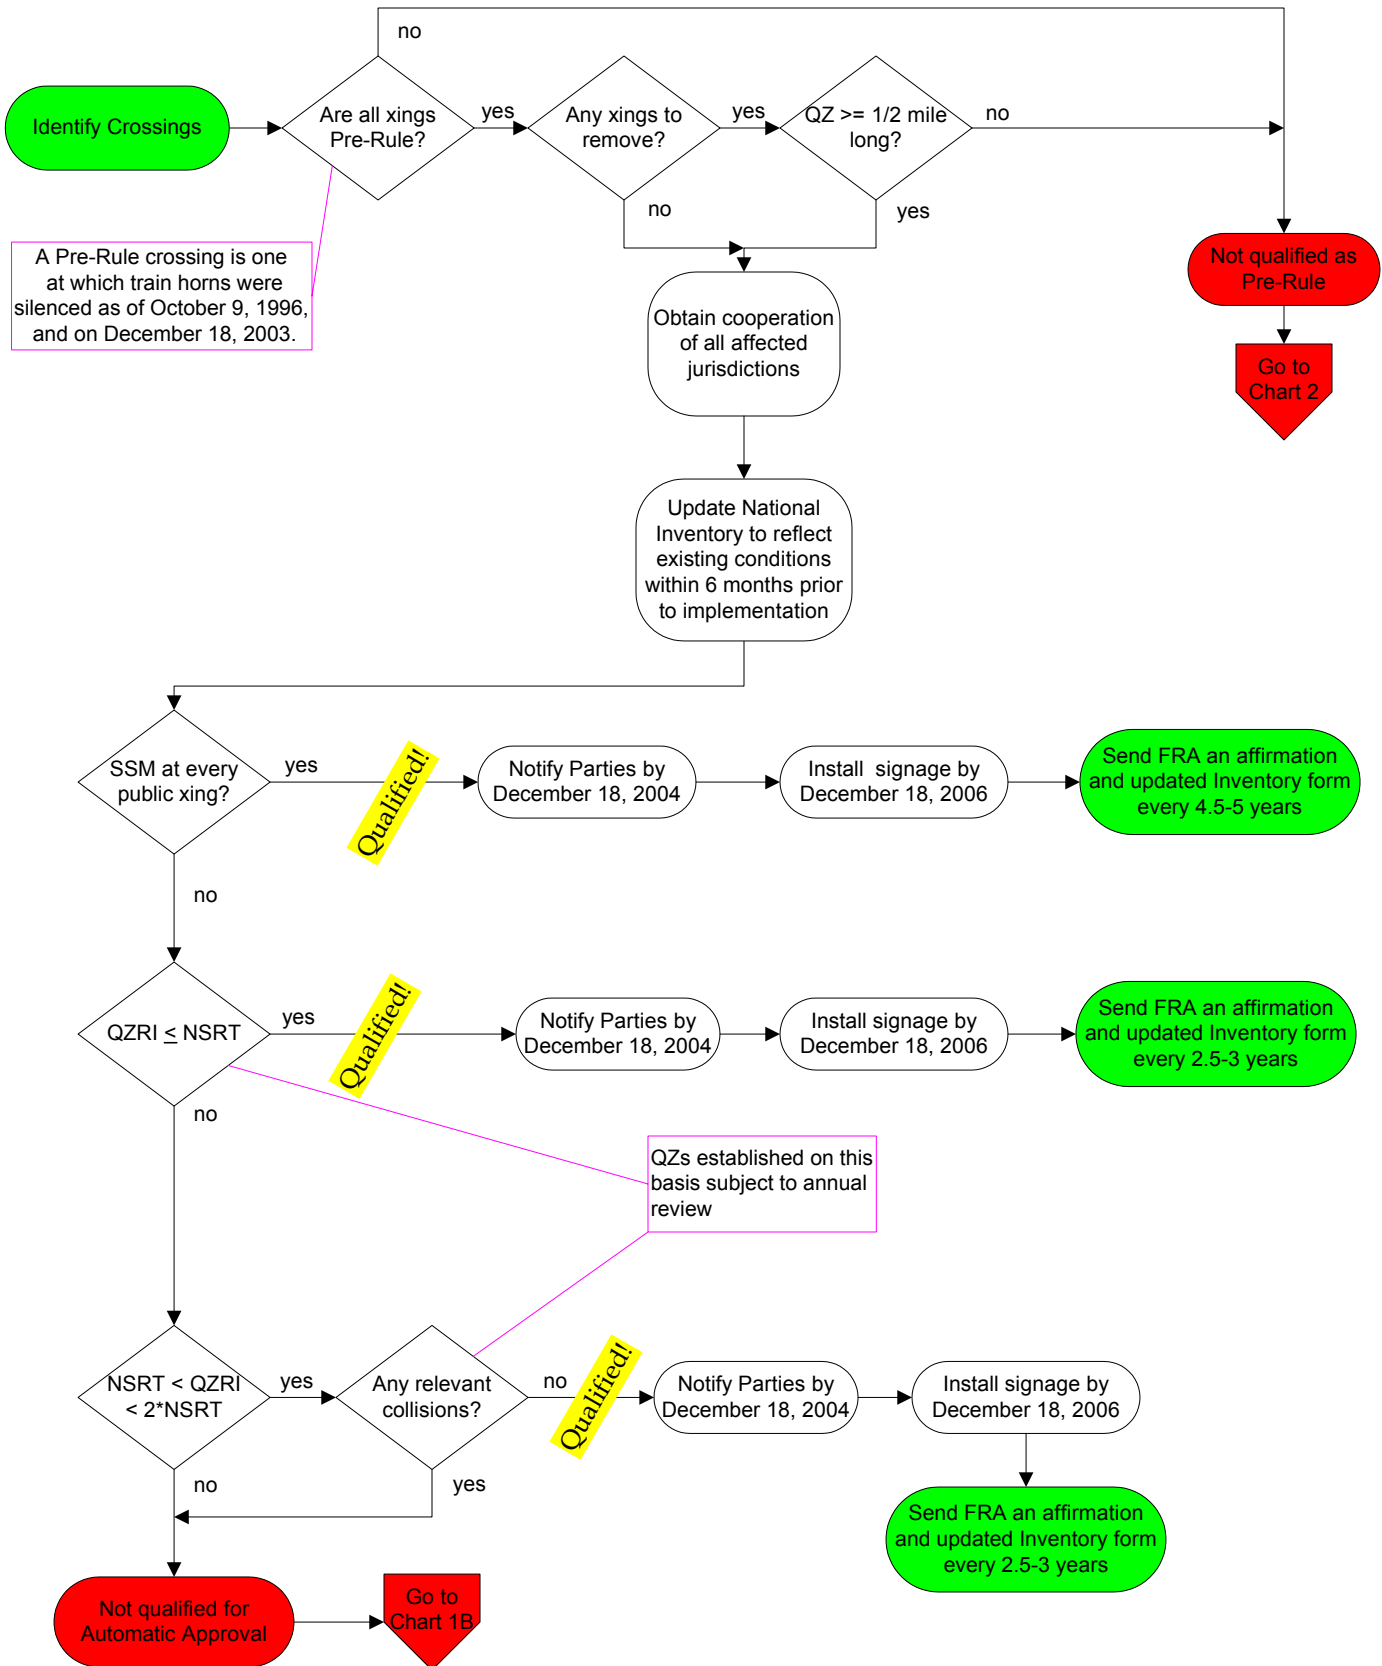 no
Identify Crossings
Are all xings
Pre-Rule?
yes
Any xings to
remove?
yes
QZ >= 1/2 mile
long?
no
no
yes
A Pre-Rule crossing is one
at which train horns were
silenced as of October 9, 1996,
and on December 18, 2003.
Not qualified as
Pre-Rule
Go to
Chart 2
Obtain cooperation
of all affected
jurisdictions
Update National
Inventory to reflect
existing conditions
within 6 months prior
to implementation
SSM at every
public xing?
yes
Qualified!
Notify Parties by
December 18, 2004
Install signage by
December 18, 2006
Send FRA an affirmation
and updated Inventory form
every 4.5-5 years
no
QZRI ≤ NSRT
yes
Qualified!
Notify Parties by
December 18, 2004
Install signage by
December 18, 2006
Send FRA an affirmation
and updated Inventory form
every 2.5-3 years
no
QZs established on this
basis subject to annual
review
NSRT < QZRI
< 2*NSRT
yes
Any relevant
collisions?
no
Qualified!
Notify Parties by
December 18, 2004
Install signage by
December 18, 2006
no
yes
Send FRA an affirmation
and updated Inventory form
every 2.5-3 years
Not qualified for
Automatic Approval
Go to
Chart 1B